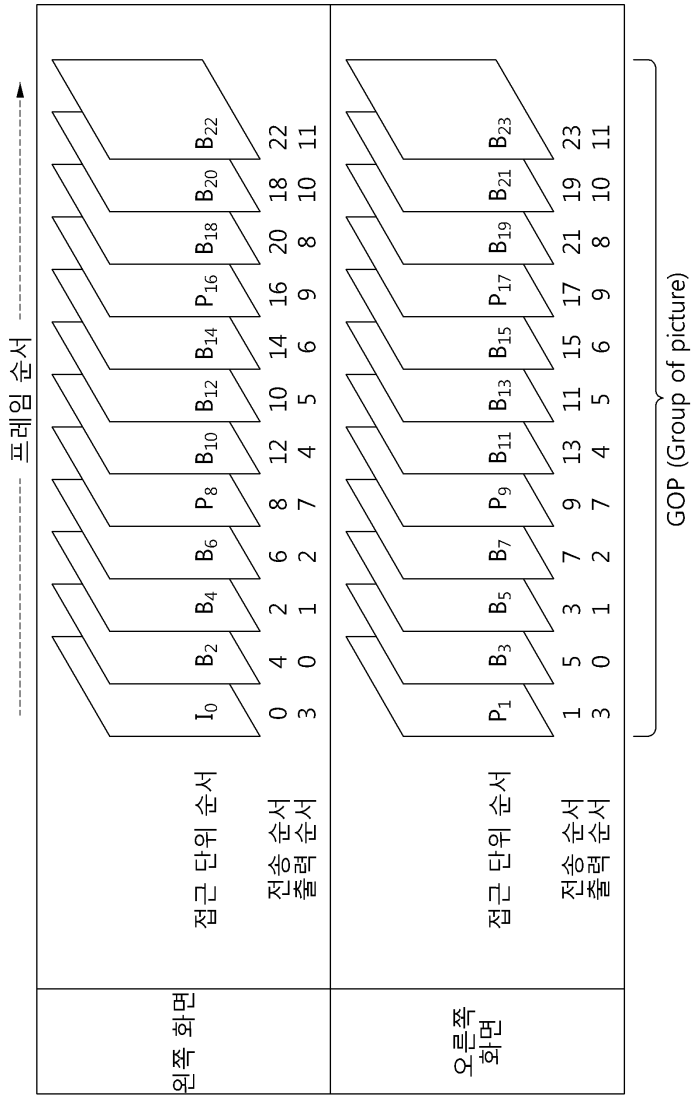 프레임 순서
왼쪽 화면
접근 단위 순서 I0 B2 B4 B6 P8 B10 B12 B14 P16 B18 B20 B22
전송 순서 0 4 2 6 8 12 10 14 16 20 18 22
출력 순서 3 0 1 2 7 4 5 6 9 8 10 11
오른쪽
화면
접근 단위 순서 P1 B3 B5 B7 P9 B11 B13 B15 P17 B19 B21 B23
전송 순서 1 5 3 7 9 13 11 15 17 21 19 23
출력 순서 3 0 1 2 7 4 5 6 9 8 10 11
GOP (Group of picture)